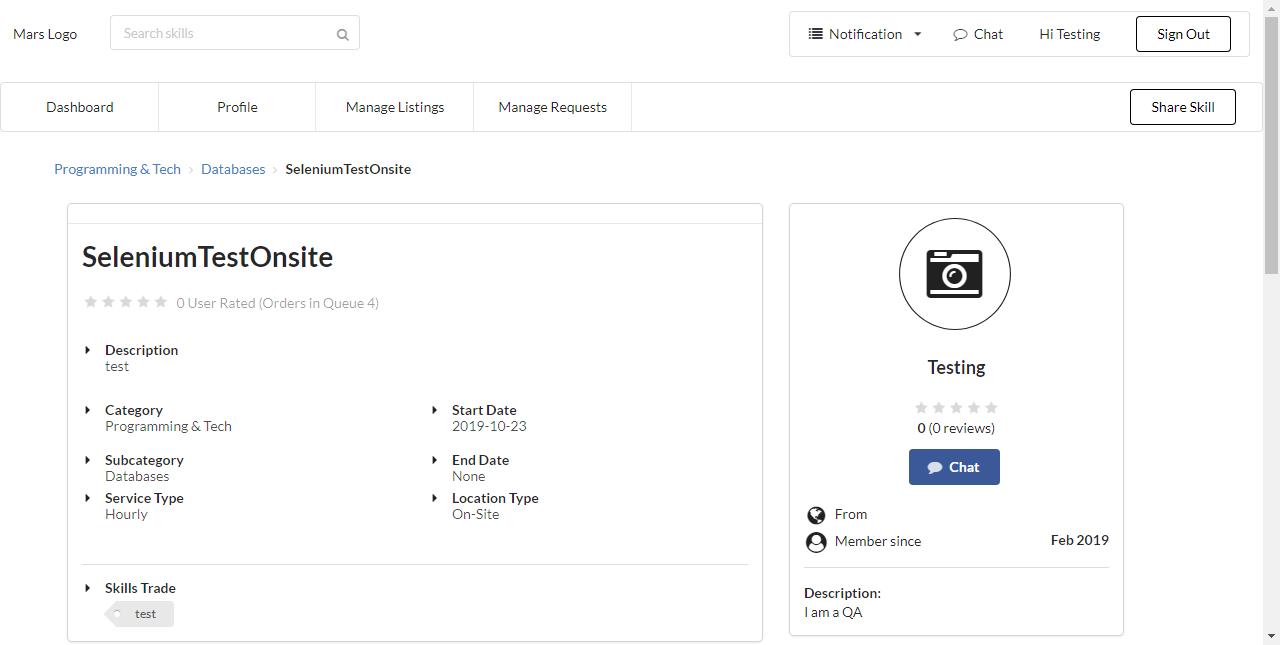 Mars Logo
Search skills
Notification
Chat
Hi Testing
Sign Out
Dashboard
Profile
Manage Listings
Manage Requests
Share Skill
Programming & Tech › Databases › SeleniumTestOnsite
SeleniumTestOnsite
0 User Rated (Orders in Queue 4)
Description
test
Category
Programming & Tech
Start Date
2019-10-23
Subcategory
Databases
End Date
None
Service Type
Hourly
Location Type
On-Site
Skills Trade
test
Testing
0 (0 reviews)
Chat
From
Member since Feb 2019
Description:
I am a QA